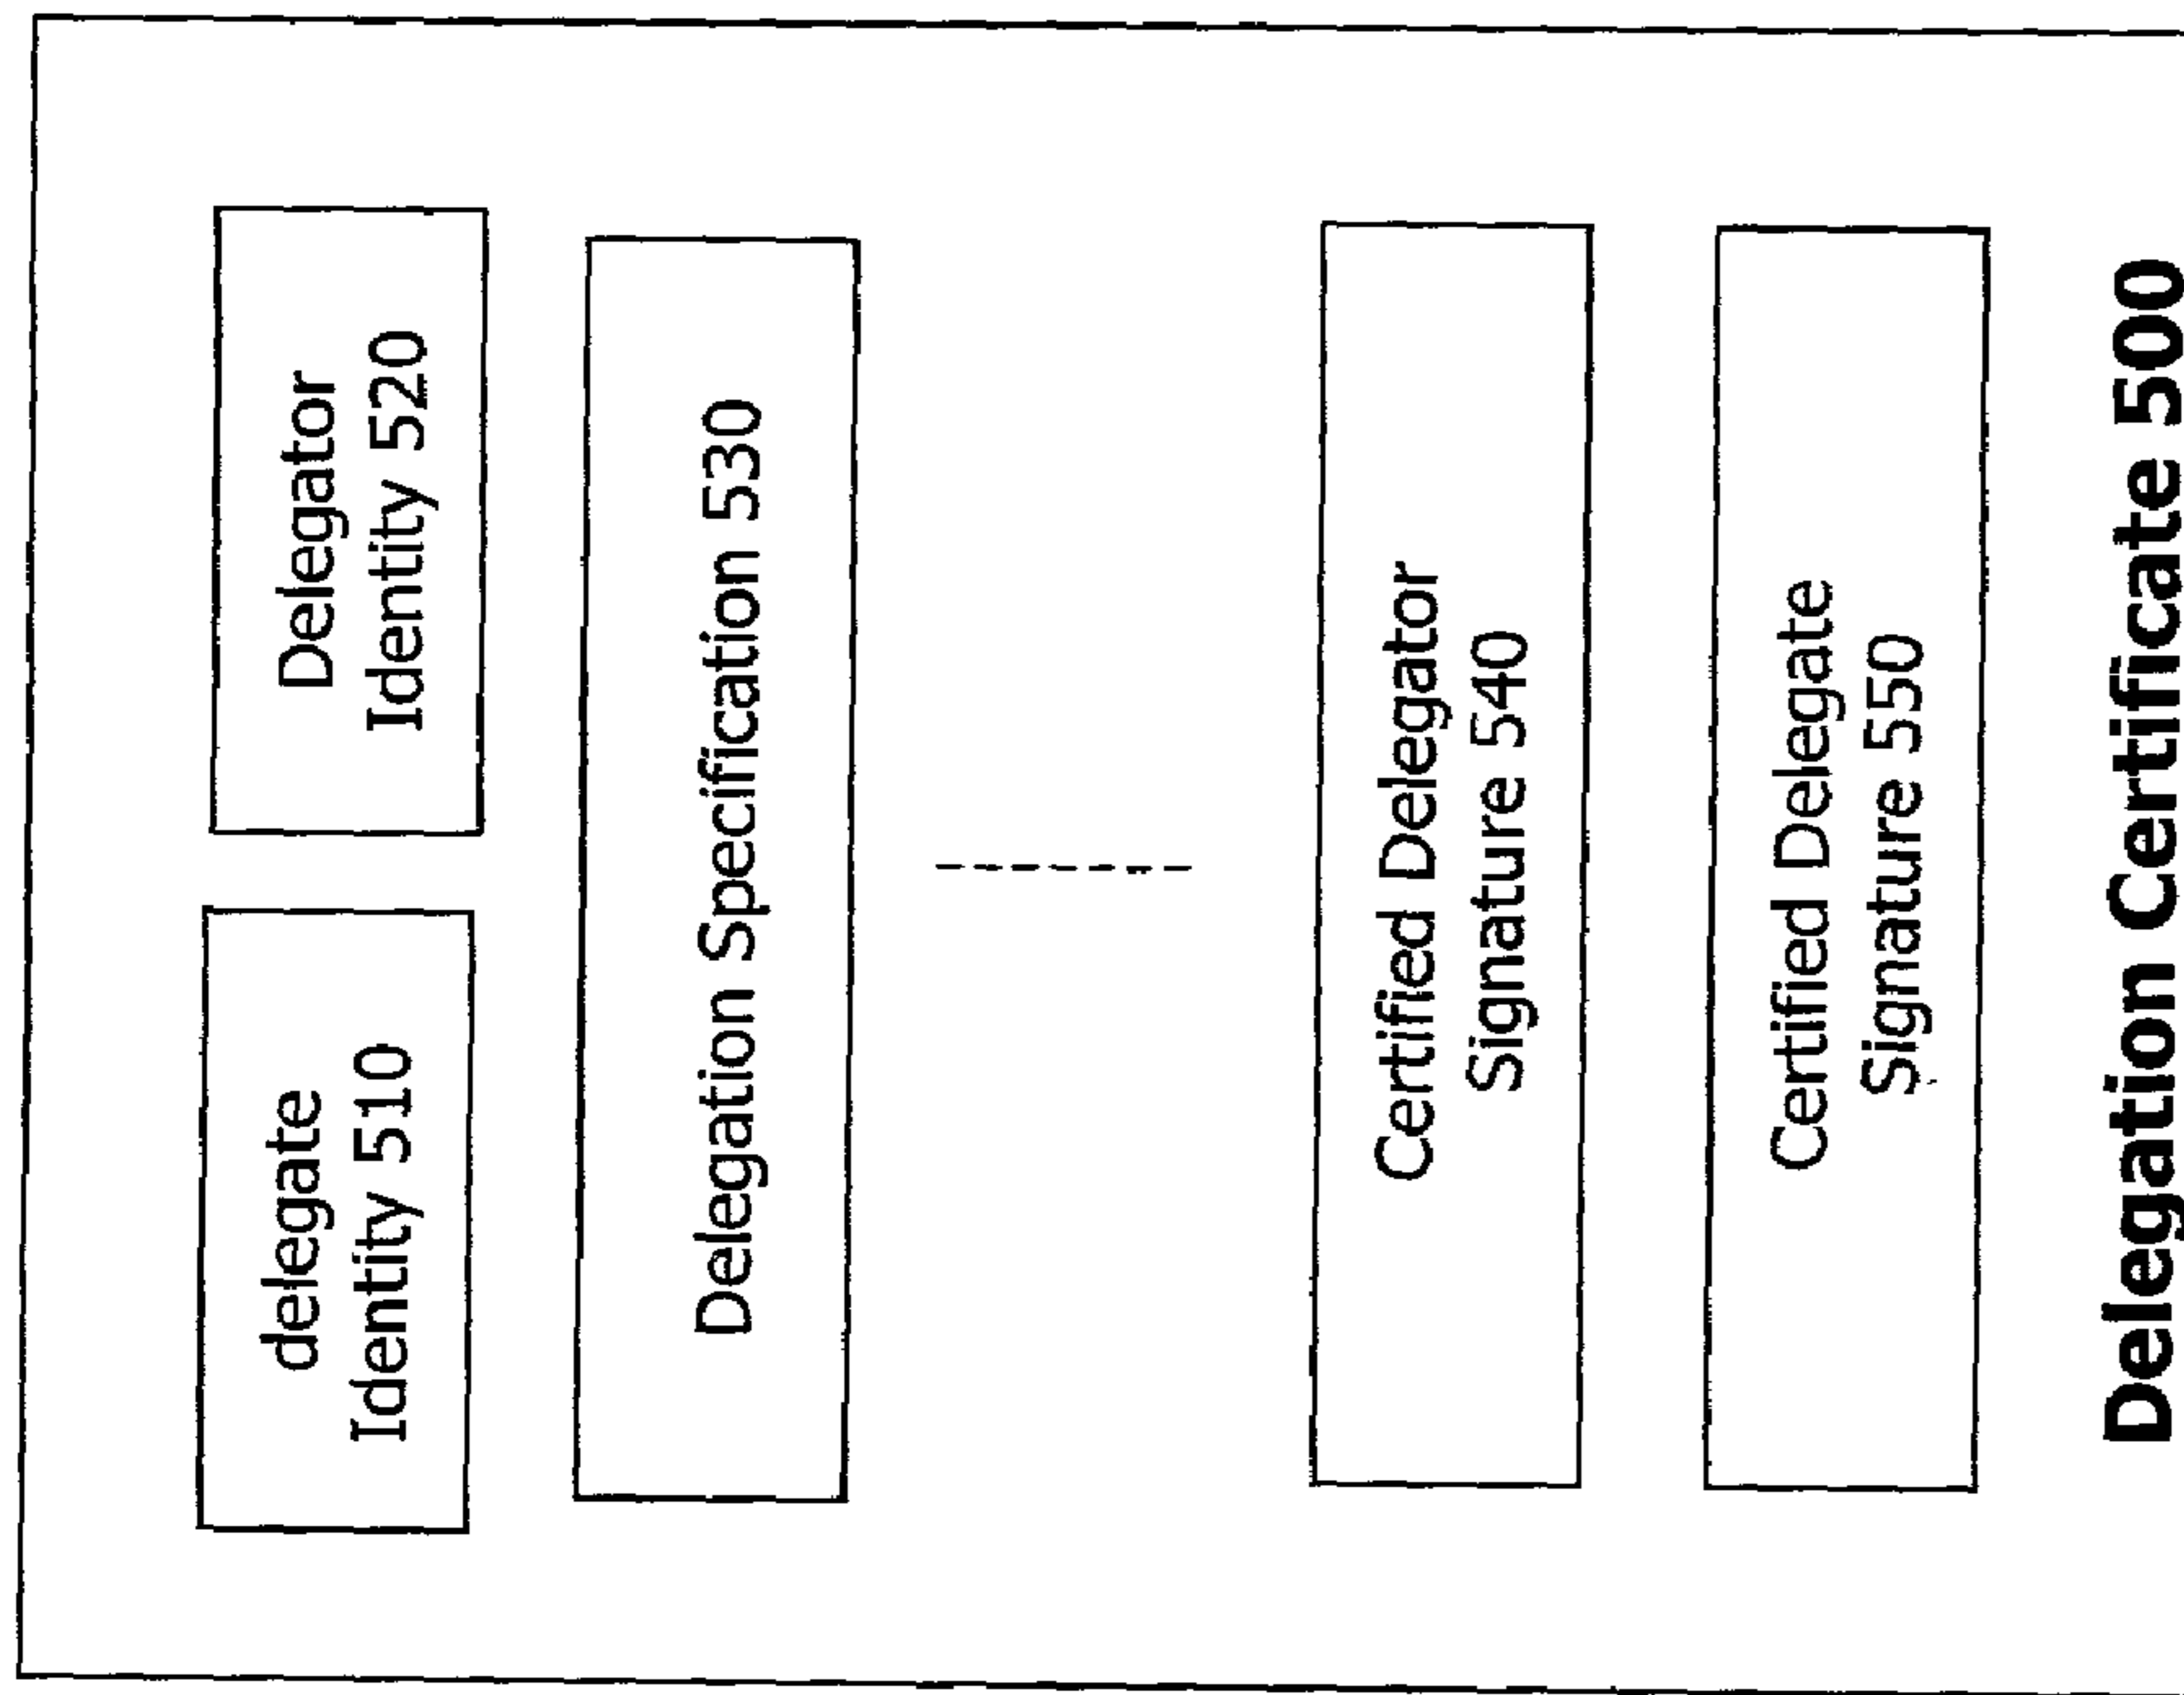 delegate
Identity 510
Delegator
Identity 520
Delegation Specification 530
Certified Delegator
Signature 540
Certified Delegate
Signature 550
Delegation Certificate 500